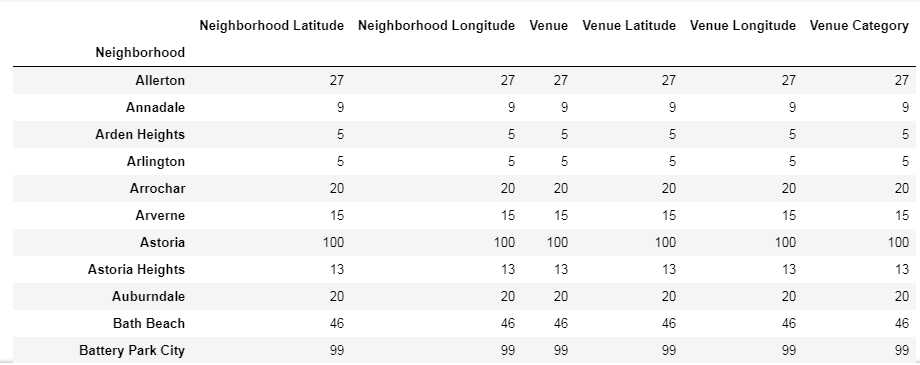 Neighborhood Latitude Neighborhood Longitude Venue Venue Latitude Venue Longitude Venue Category
Neighborhood
Allerton 27 27 27 27 27 27
Annadale 9 9 9 9 9 9
Arden Heights 5 5 5 5 5 5
Arlington 5 5 5 5 5 5
Arrochar 20 20 20 20 20 20
Arverne 15 15 15 15 15 15
Astoria 100 100 100 100 100 100
Astoria Heights 13 13 13 13 13 13
Auburndale 20 20 20 20 20 20
Bath Beach 46 46 46 46 46 46
Battery Park City 99 99 99 99 99 99